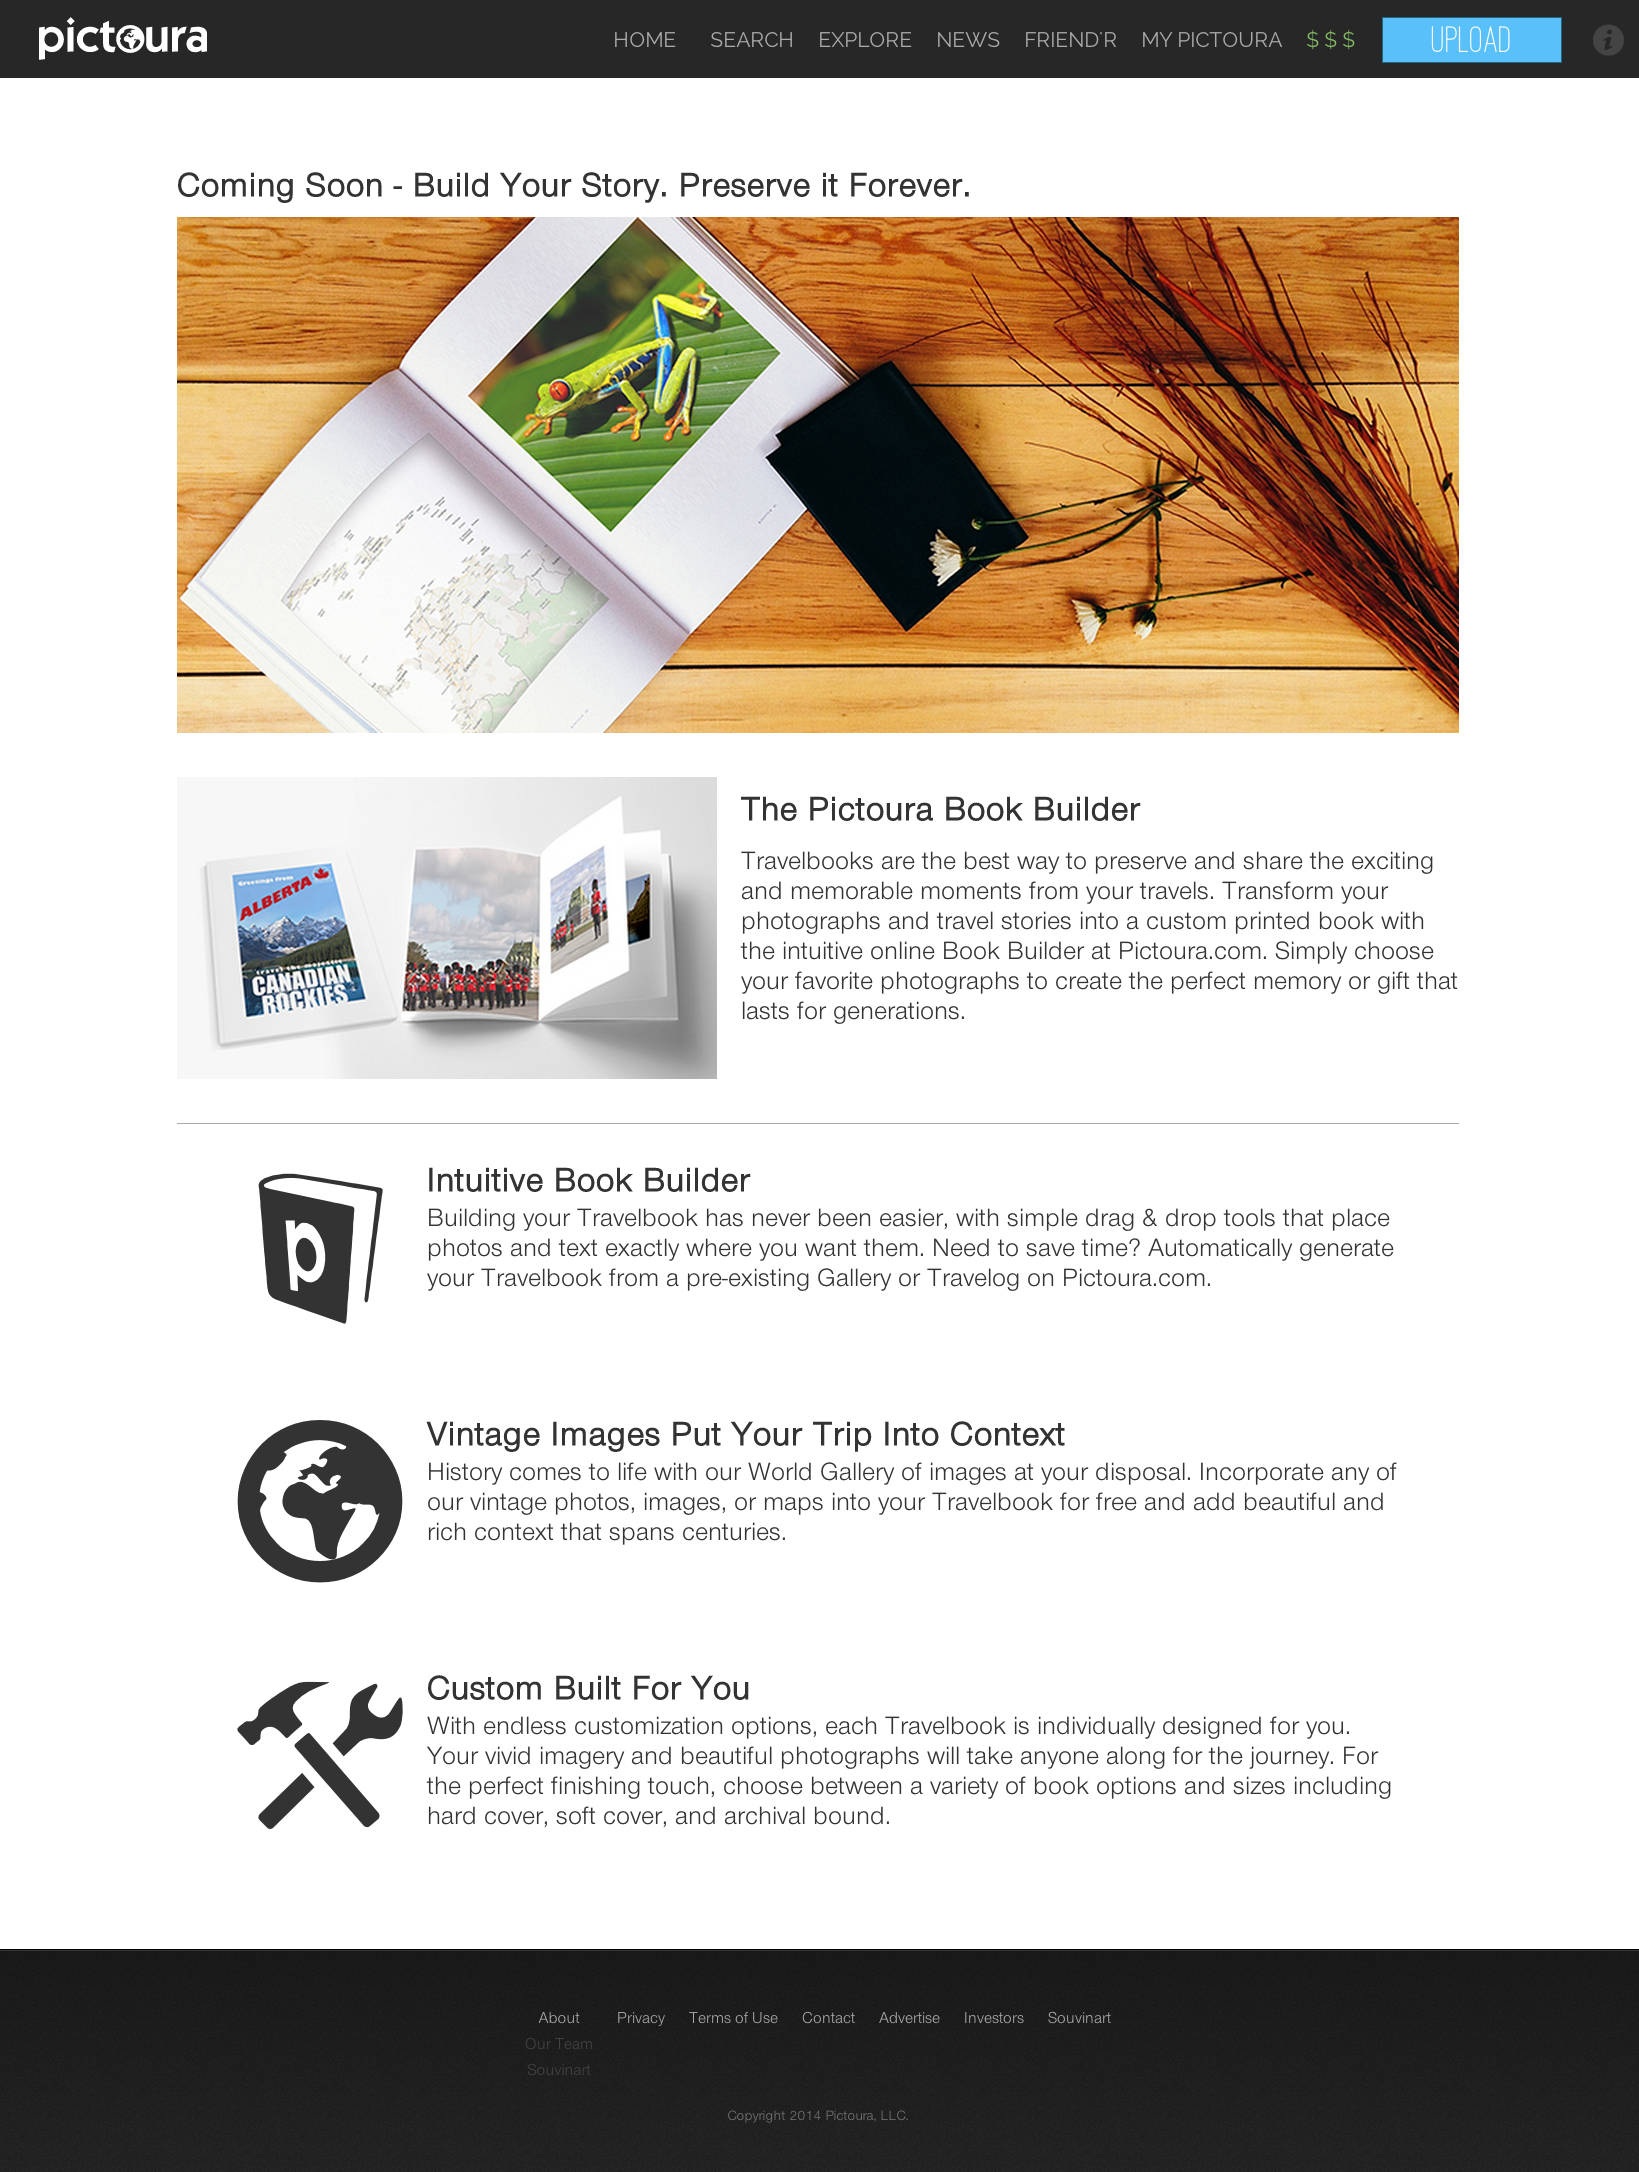 pictoura
HOME SEARCH EXPLORE NEWS FRIEND'R MY PICTOURA $ $ $ UPLOAD i
Coming Soon - Build Your Story. Preserve it Forever.
Greetings from
ALBERTA
CANADIAN
ROCKIES
The Pictoura Book Builder
Travelbooks are the best way to preserve and share the exciting
and memorable moments from your travels. Transform your
photographs and travel stories into a custom printed book with
the intuitive online Book Builder at Pictoura.com. Simply choose
your favorite photographs to create the perfect memory or gift that
lasts for generations.
p
Intuitive Book Builder
Building your Travelbook has never been easier, with simple drag & drop tools that place
photos and text exactly where you want them. Need to save time? Automatically generate
your Travelbook from a pre-existing Gallery or Travelog on Pictoura.com.
Vintage Images Put Your Trip Into Context
History comes to life with our World Gallery of images at your disposal. Incorporate any of
our vintage photos, images, or maps into your Travelbook for free and add beautiful and
rich context that spans centuries.
Custom Built For You
With endless customization options, each Travelbook is individually designed for you.
Your vivid imagery and beautiful photographs will take anyone along for the journey. For
the perfect finishing touch, choose between a variety of book options and sizes including
hard cover, soft cover, and archival bound.
About Privacy Terms of Use Contact Advertise Investors Souvinart
Our Team
Souvinart
Copyright 2014 Pictoura, LLC.